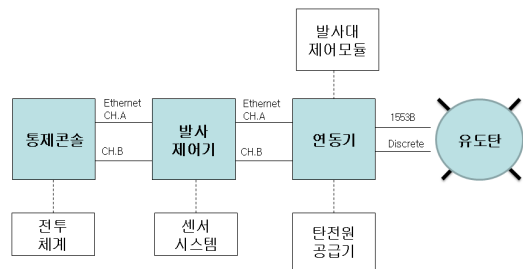 발사대
제어모듈
Ethernet
CH.A
Ethernet
CH.A
통제콘솔
발사
제어기
연동기
1553B
유도탄
Discrete
CH.B
CH.B
전투
체계
센서
시스템
탄전원
공급기